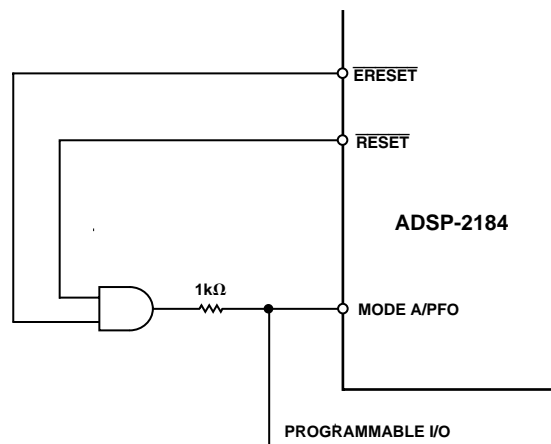 ERESET
RESET
ADSP-2184
1kΩ
MODE A/PFO
PROGRAMMABLE I/O